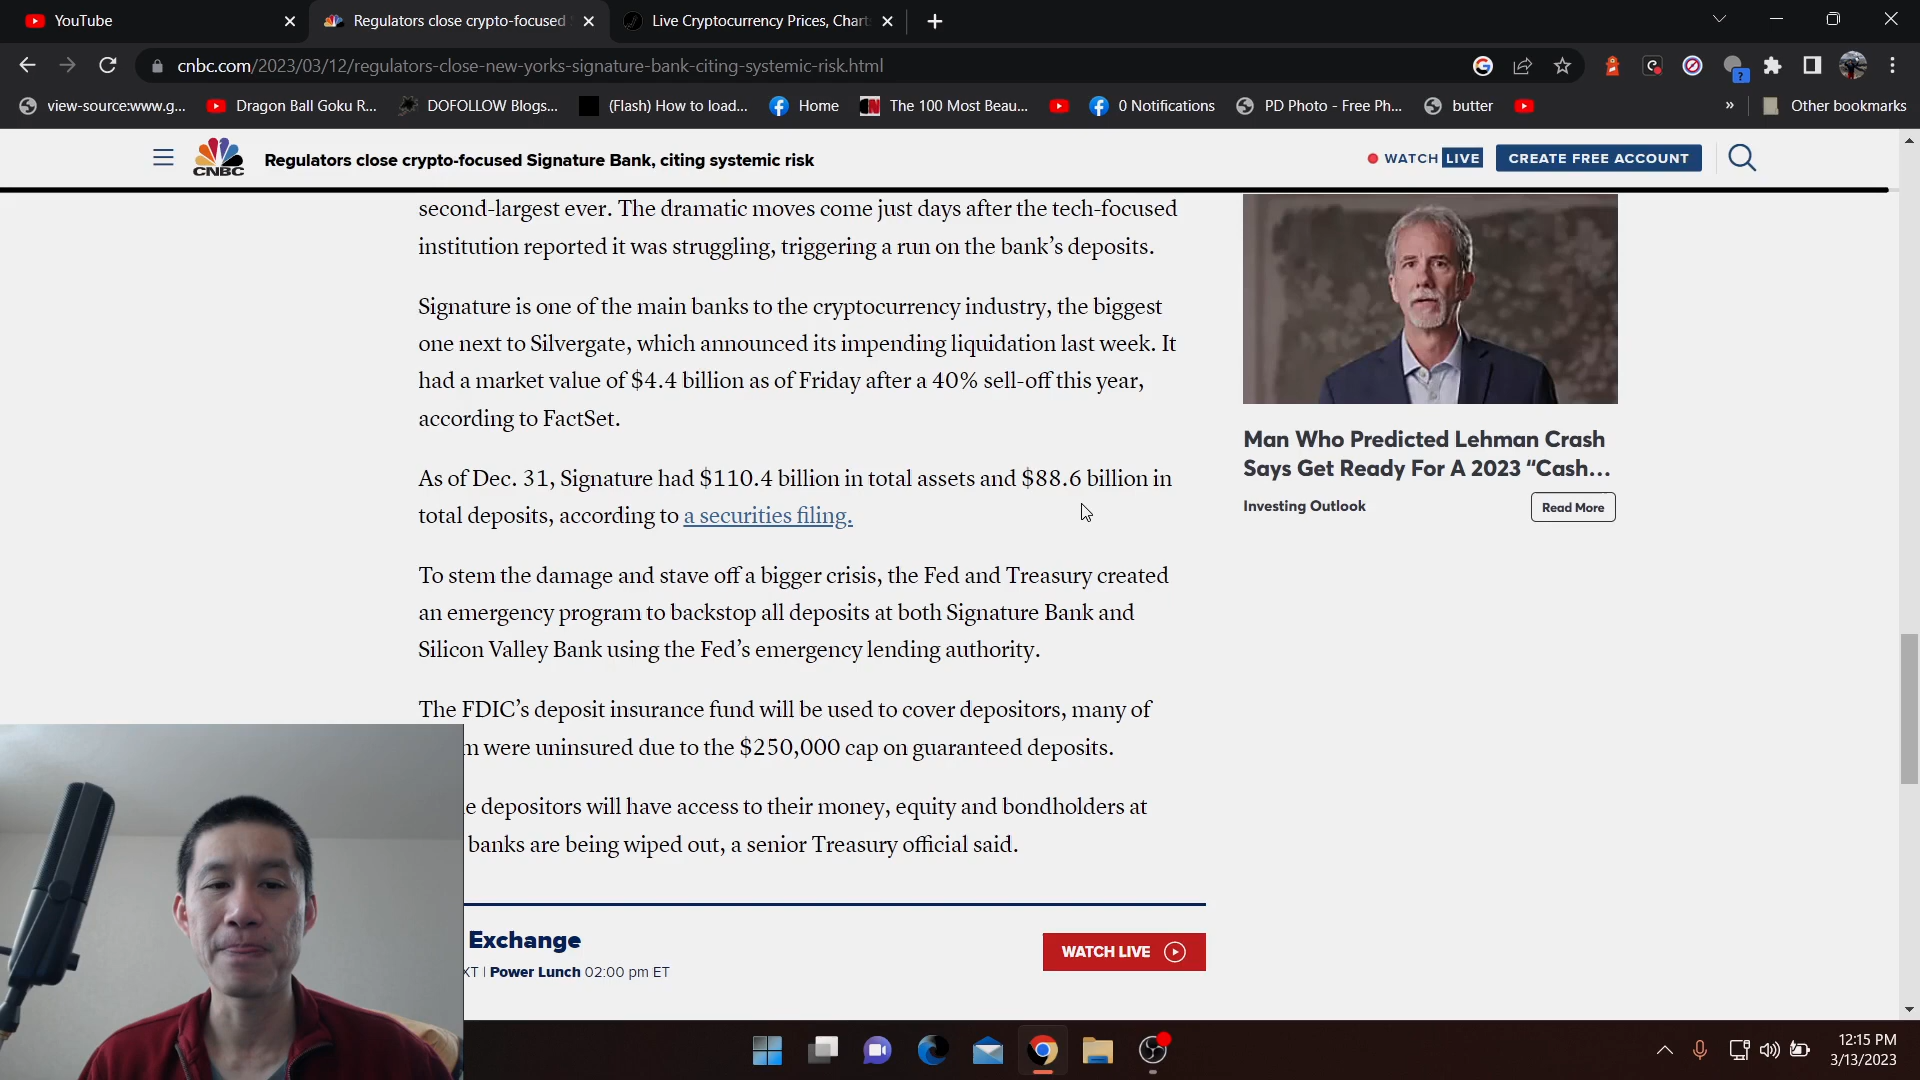 YouTube
Regulators close crypto-focused
Live Cryptocurrency Prices, Chart
cnbc.com/2023/03/12/regulators-close-new-yorks-signature-bank-citing-systemic-risk.html
view-source:www.g...
Dragon Ball Goku R...
DOFOLLOW Blogs...
(Flash) How to load...
Home
The 100 Most Beau...
0 Notifications
PD Photo - Free Ph...
butter
»
Other bookmarks
CNBC
Regulators close crypto-focused Signature Bank, citing systemic risk
WATCH LIVE
CREATE FREE ACCOUNT
second-largest ever. The dramatic moves come just days after the tech-focused
institution reported it was struggling, triggering a run on the bank’s deposits.
Signature is one of the main banks to the cryptocurrency industry, the biggest
one next to Silvergate, which announced its impending liquidation last week. It
had a market value of $4.4 billion as of Friday after a 40% sell-off this year,
according to FactSet.
As of Dec. 31, Signature had $110.4 billion in total assets and $88.6 billion in
total deposits, according to a securities filing.
To stem the damage and stave off a bigger crisis, the Fed and Treasury created
an emergency program to backstop all deposits at both Signature Bank and
Silicon Valley Bank using the Fed’s emergency lending authority.
The FDIC’s deposit insurance fund will be used to cover depositors, many of
m were uninsured due to the $250,000 cap on guaranteed deposits.
e depositors will have access to their money, equity and bondholders at
banks are being wiped out, a senior Treasury official said.
Exchange
XT | Power Lunch 02:00 pm ET
WATCH LIVE
Man Who Predicted Lehman Crash
Says Get Ready For A 2023 “Cash...
Investing Outlook
Read More
12:15 PM
3/13/2023